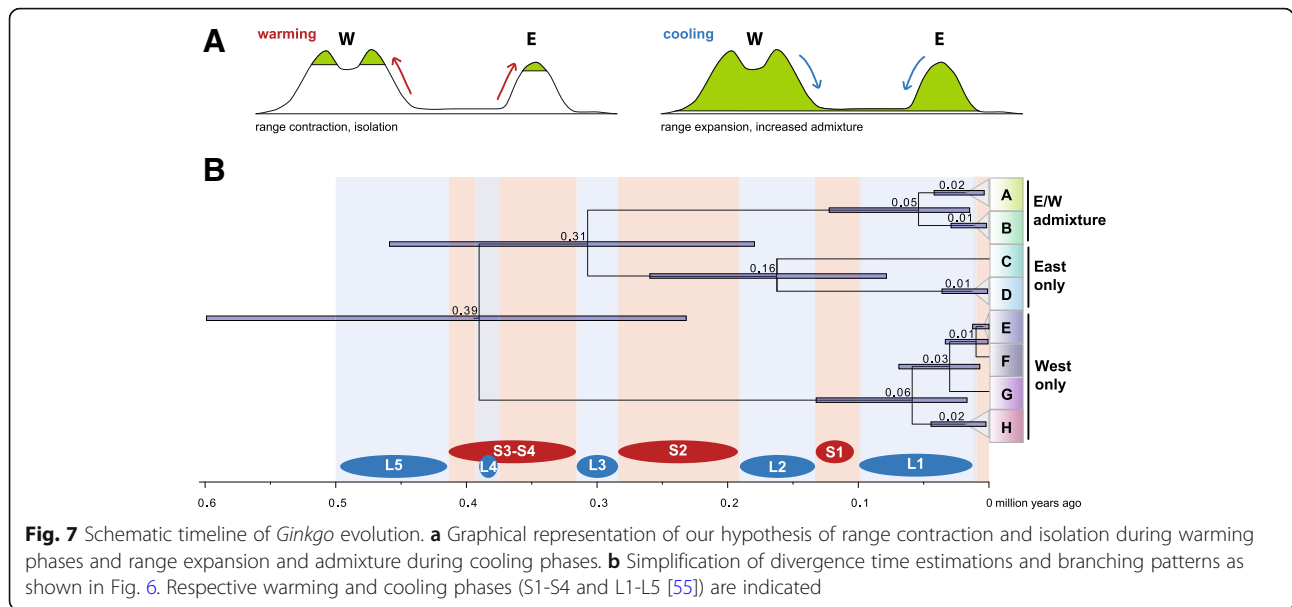 A
warming W E
range contraction, isolation
cooling W E
range expansion, increased admixture
B
0.02
0.05
0.01
0.31
0.16
0.01
0.39
0.01
0.03
0.06
0.02
A
B
C
D
E
F
G
H
E/W
admixture
East
only
West
only
S3-S4 S2 S1
L5 L4 L3 L2 L1
0.6 0.5 0.4 0.3 0.2 0.1 0 million years ago
Fig. 7 Schematic timeline of Ginkgo evolution. a Graphical representation of our hypothesis of range contraction and isolation during warming
phases and range expansion and admixture during cooling phases. b Simplification of divergence time estimations and branching patterns as
shown in Fig. 6. Respective warming and cooling phases (S1-S4 and L1-L5 [55]) are indicated